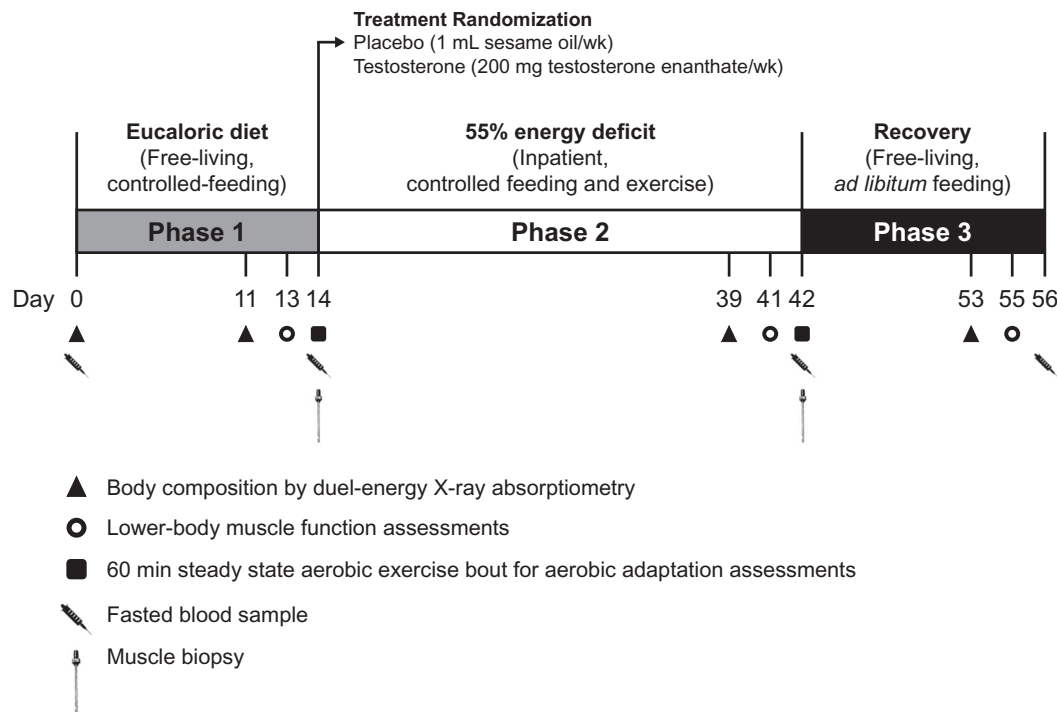 Treatment Randomization
Placebo (1 mL sesame oil/wk)
Testosterone (200 mg testosterone enanthate/wk)
Eucaloric diet
(Free-living,
controlled-feeding)
55% energy deficit
(Inpatient,
controlled feeding and exercise)
Recovery
(Free-living,
ad libitum feeding)
Phase 1 Phase 2 Phase 3
Day 0 11 13 14 39 41 42 53 55 56
Body composition by duel-energy X-ray absorptiometry
Lower-body muscle function assessments
60 min steady state aerobic exercise bout for aerobic adaptation assessments
Fasted blood sample
Muscle biopsy